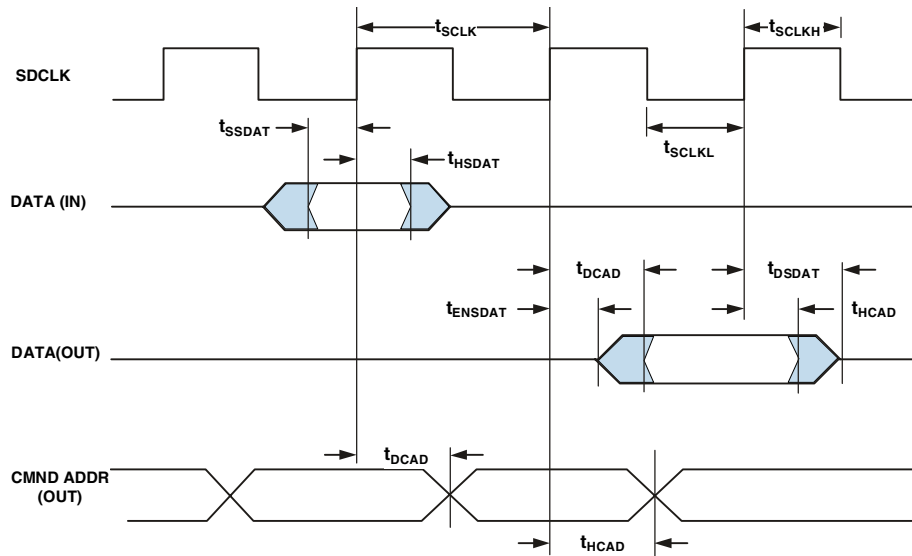 tSCLK
tSCLKH
SDCLK
tSSDAT
tHSDAT
tSCLKL
DATA (IN)
tDCAD
tDSDAT
tENSDAT
tHCAD
DATA(OUT)
tDCAD
CMND ADDR
(OUT)
tHCAD